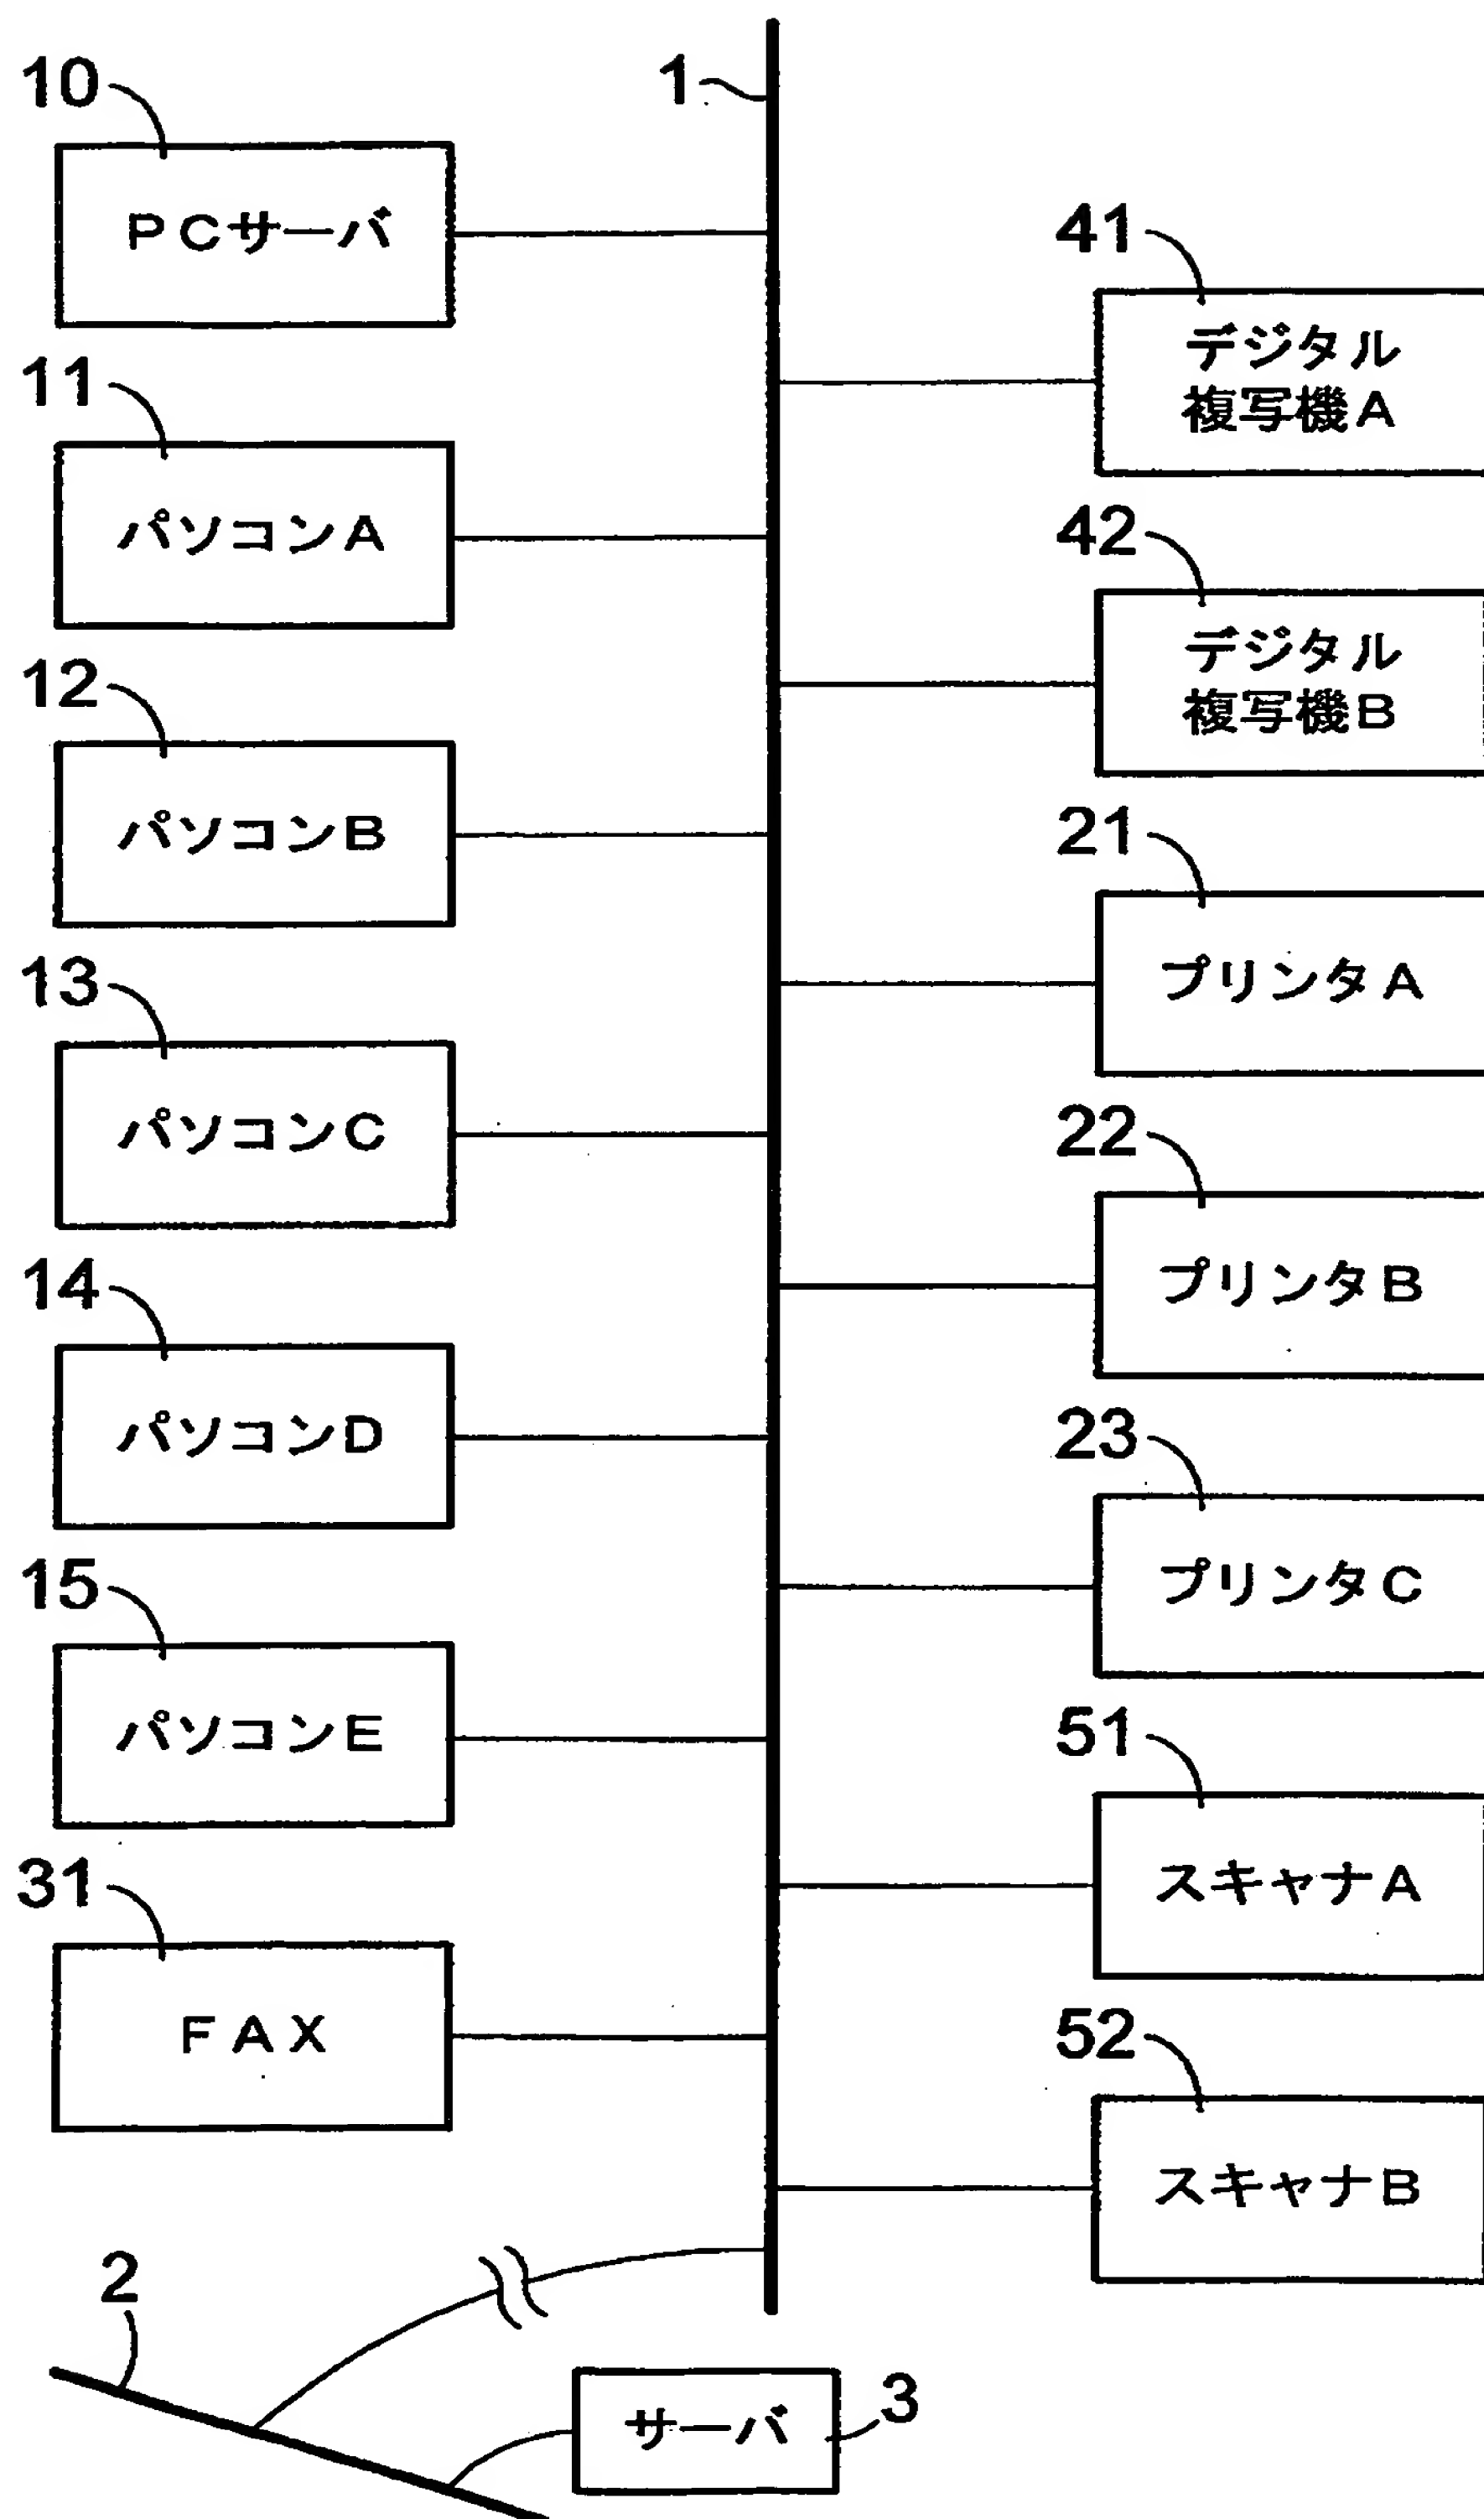 10
1
PCサーバ
41
デジタル
複写機A
11
パソコンA
42
デジタル
複写機B
12
パソコンB
21
プリンタA
13
パソコンC
22
プリンタB
14
パソコンD
23
プリンタC
15
パソコンE
51
スキャナA
31
FAX
52
スキャナB
2
サーバ
3